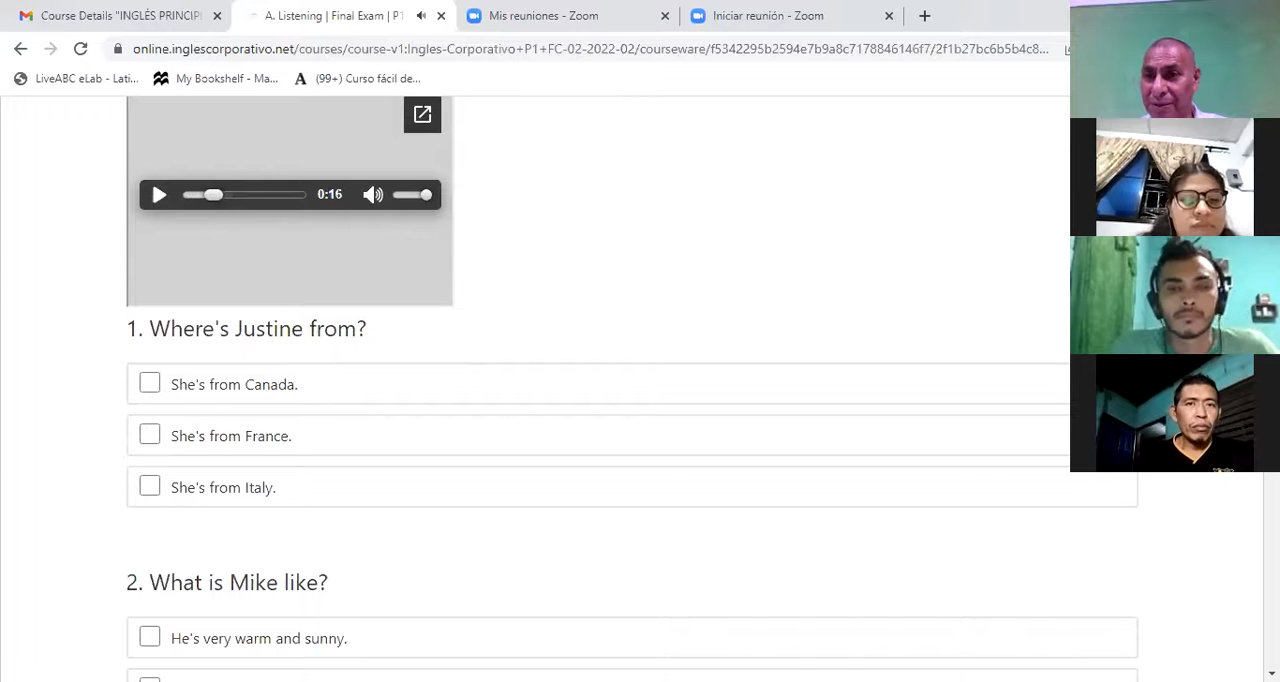 Course Details "INGLÉS PRINCIPI
A. Listening | Final Exam | P1
Mis reuniones - Zoom
Iniciar reunión - Zoom
online.inglescorporativo.net/courses/course-v1:Ingles-Corporativo+P1+FC-02-2022-02/courseware/f5342295b2594e7b9a8c7178846146f7/2f1b27bc6b5b4c8...
LiveABC eLab - Lati...
My Bookshelf - Ma...
A (99+) Curso fácil de...
0:16
1. Where's Justine from?
She's from Canada.
She's from France.
She's from Italy.
2. What is Mike like?
He's very warm and sunny.